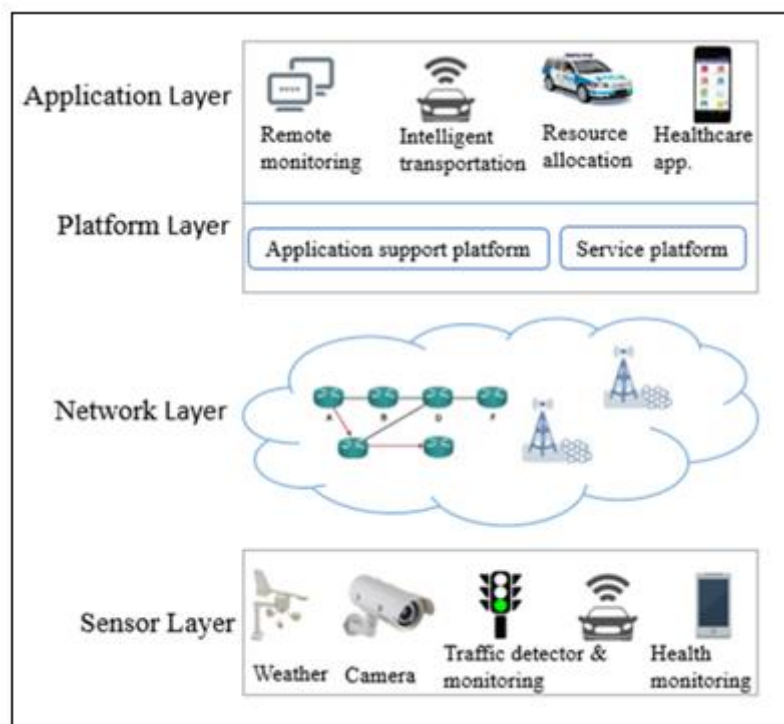 Application Layer
Remote monitoring
Intelligent transportation
Resource allocation
Healthcare app.
Platform Layer
Application support platform
Service platform
Network Layer
A
B
D
F
Sensor Layer
Weather
Camera
Traffic detector & monitoring
Health monitoring